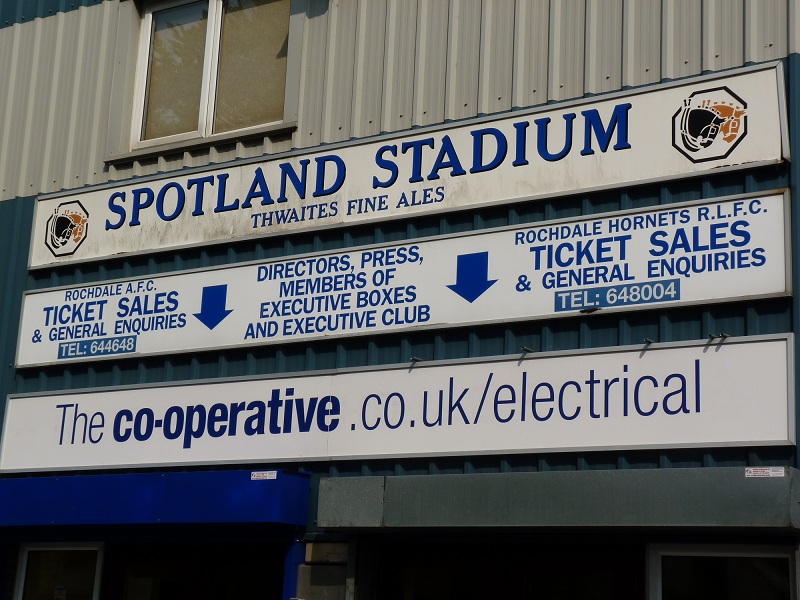 SPOTLAND STADIUM
THWAITES FINE ALES
ROCHDALE A.F.C.
TICKET SALES
& GENERAL ENQUIRIES
TEL: 644648
DIRECTORS, PRESS,
MEMBERS OF
EXECUTIVE BOXES
AND EXECUTIVE CLUB
ROCHDALE HORNETS R.L.F.C.
TICKET SALES
& GENERAL ENQUIRIES
TEL: 648004
The co-operative.co.uk/electrical